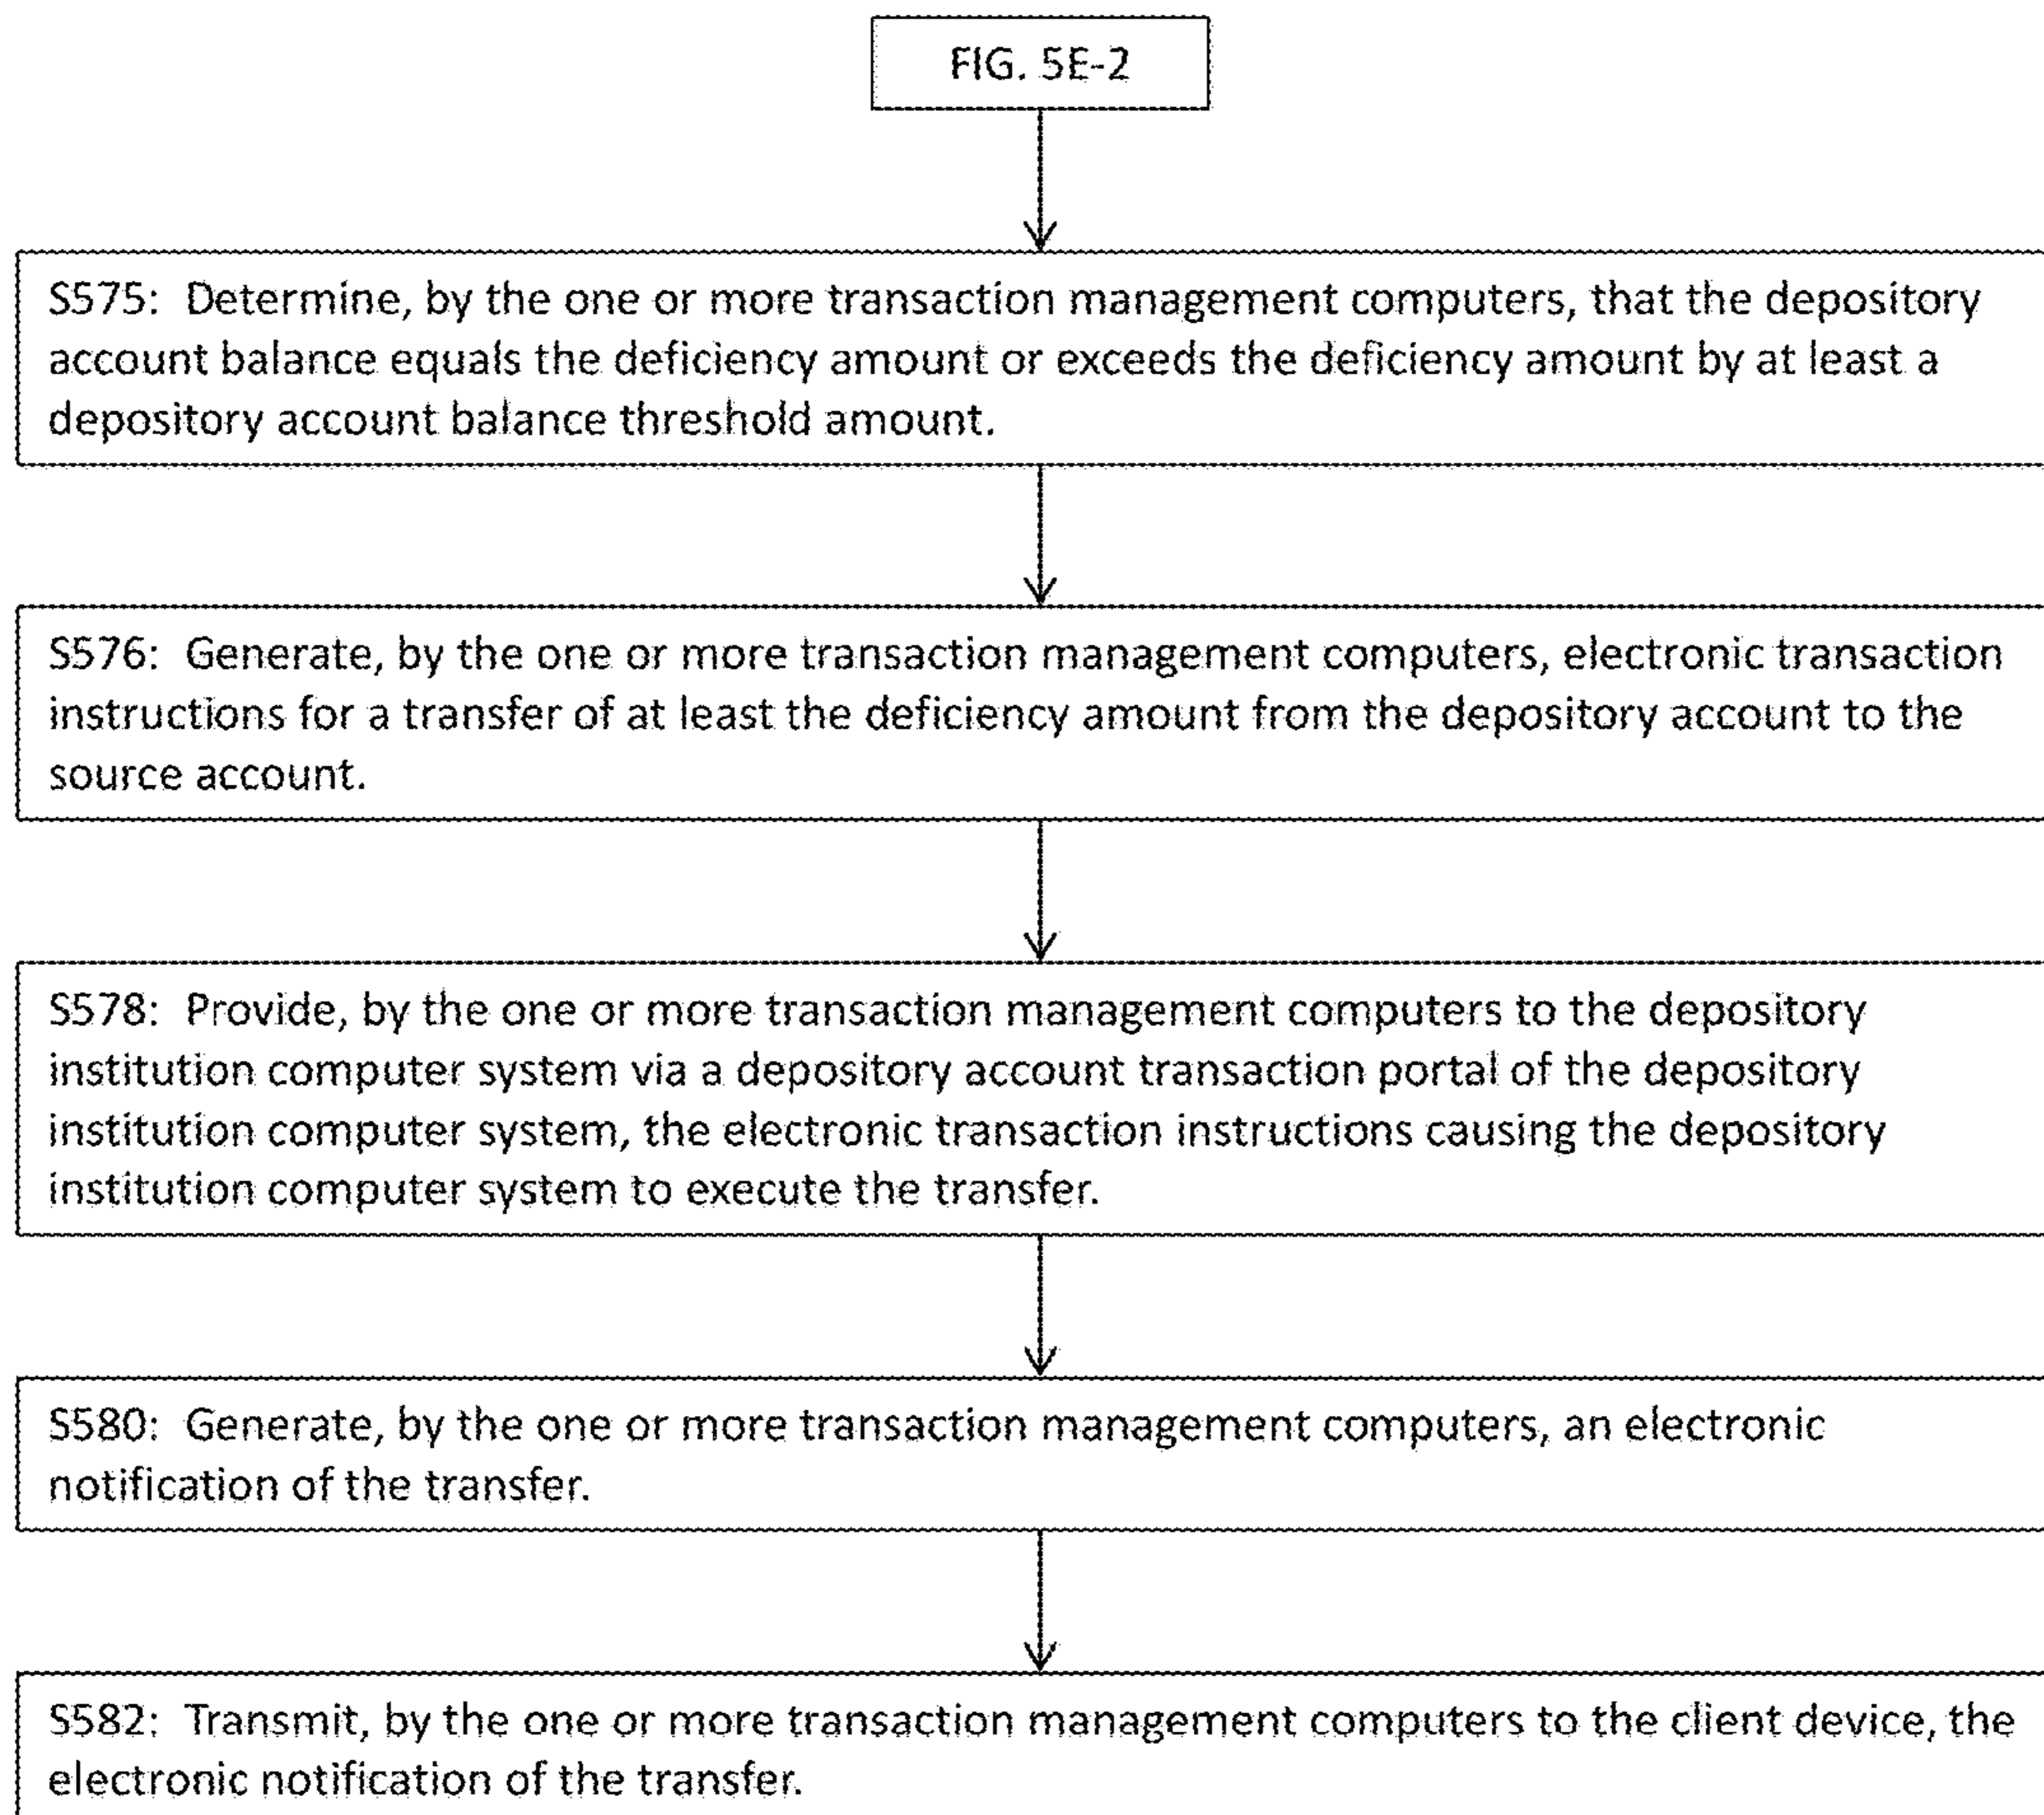 FIG. 5E-2
S575: Determine, by the one or more transaction management computers, that the depository
account balance equals the deficiency amount or exceeds the deficiency amount by at least a
depository account balance threshold amount.
S576: Generate, by the one or more transaction management computers, electronic transaction
instructions for a transfer of at least the deficiency amount from the depository account to the
source account.
S578: Provide, by the one or more transaction management computers to the depository
institution computer system via a depository account transaction portal of the depository
institution computer system, the electronic transaction instructions causing the depository
institution computer system to execute the transfer.
S580: Generate, by the one or more transaction management computers, an electronic
notification of the transfer.
S582: Transmit, by the one or more transaction management computers to the client device, the
electronic notification of the transfer.